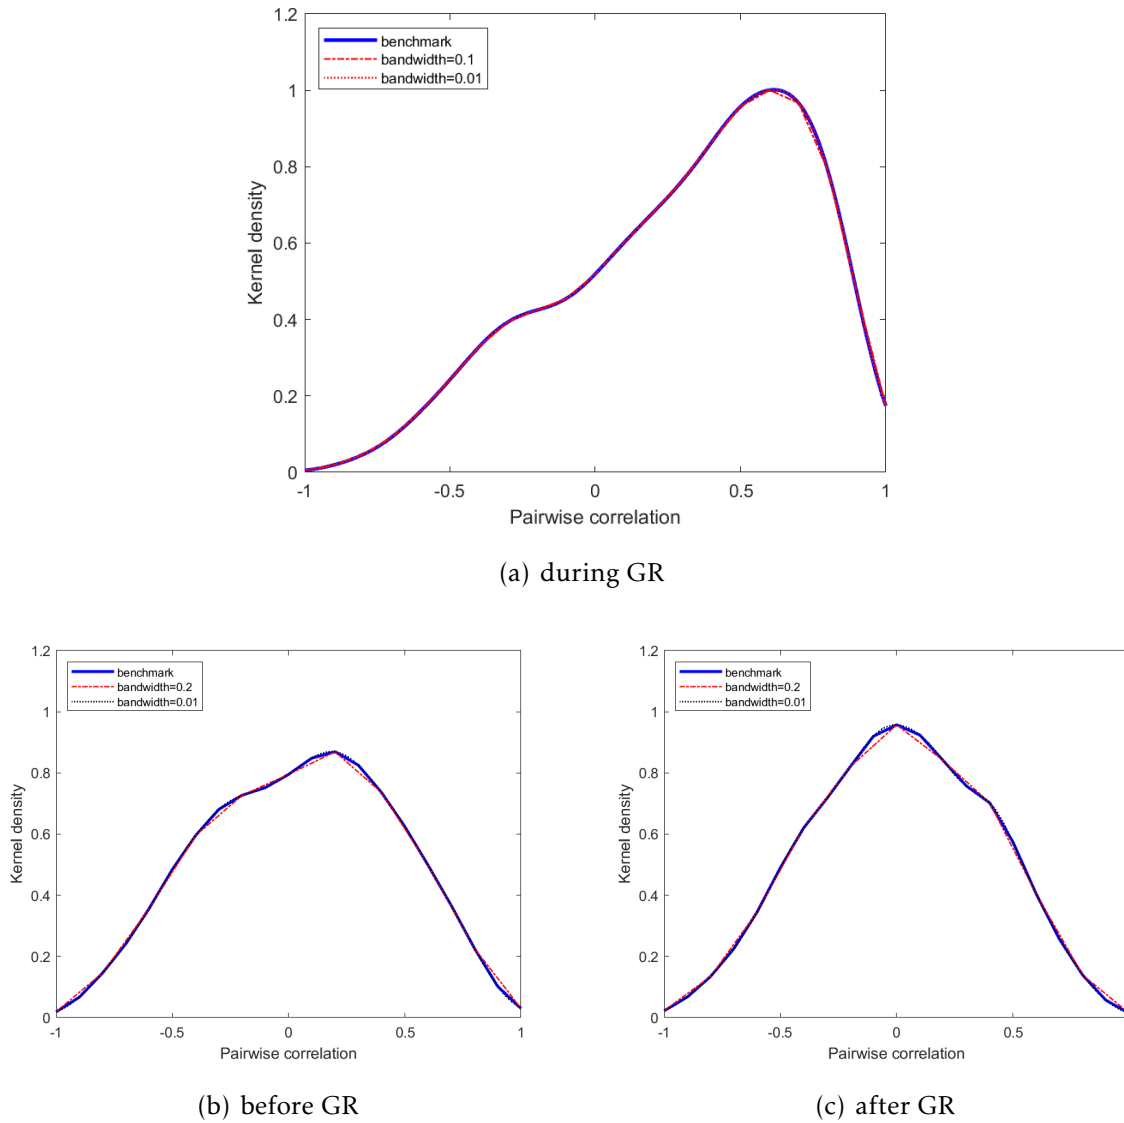 1.2
benchmark
bandwidth=0.1
bandwidth=0.01
1
0.8
0.6
0.4
0.2
0
Kernel density
-1
-0.5
0
0.5
1
Pairwise correlation
(a) during GR
1.2
benchmark
bandwidth=0.2
bandwidth=0.01
1
0.8
0.6
0.4
0.2
0
Kernel density
-1
-0.5
0
0.5
1
Pairwise correlation
(b) before GR
1.2
benchmark
bandwidth=0.2
bandwidth=0.01
1
0.8
0.6
0.4
0.2
0
Kernel density
-1
-0.5
0
0.5
Pairwise correlation
(c) after GR